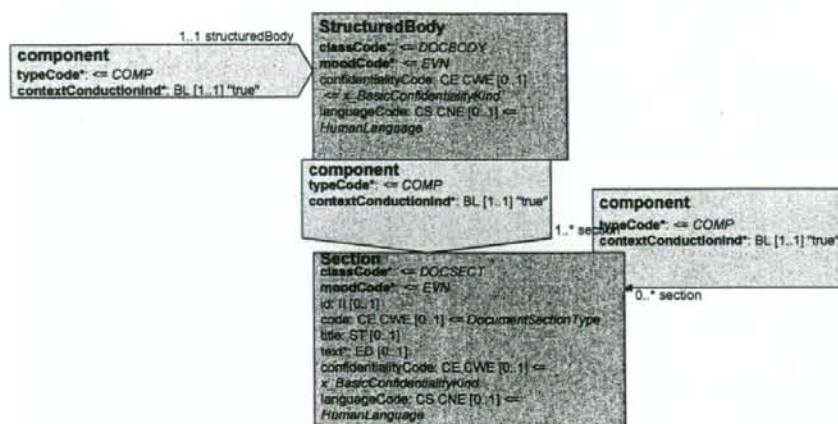 StructuredBody
classCode*: <= DOCBODY
moodCode*: <= EVN
confidentialityCode: CE CWE [0..1]
<= x_BasicConfidentialityKind
languageCode: CS CNE [0..1] <=
HumanLanguage
1..1 structuredBody
component
typeCode*: <= COMP
contextConductionInd*: BL [1..1] "true"
component
typeCode*: <= COMP
contextConductionInd*: BL [1..1] "true"
1..* section
component
typeCode*: <= COMP
contextConductionInd*: BL [1..1] "true"
0..* section
Section
classCode*: <= DOCSECT
moodCode*: <= EVN
id: II [0..1]
code: CE CWE [0..1] <= DocumentSectionType
title: ST [0..1]
text*: ED [0..1]
confidentialityCode: CE CWE [0..1] <=
x_BasicConfidentialityKind
languageCode: CS CNE [0..1] <=
HumanLanguage